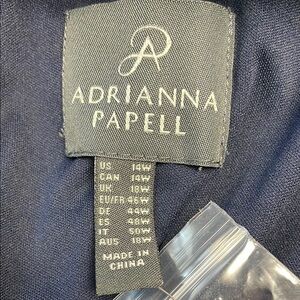 ADRIANNA
PAPELL
US 14W
CAN 14W
UK 18W
EU/FR 46W
DE 44W
ES 48W
IT 50W
AUS 18W
MADE IN
CHINA